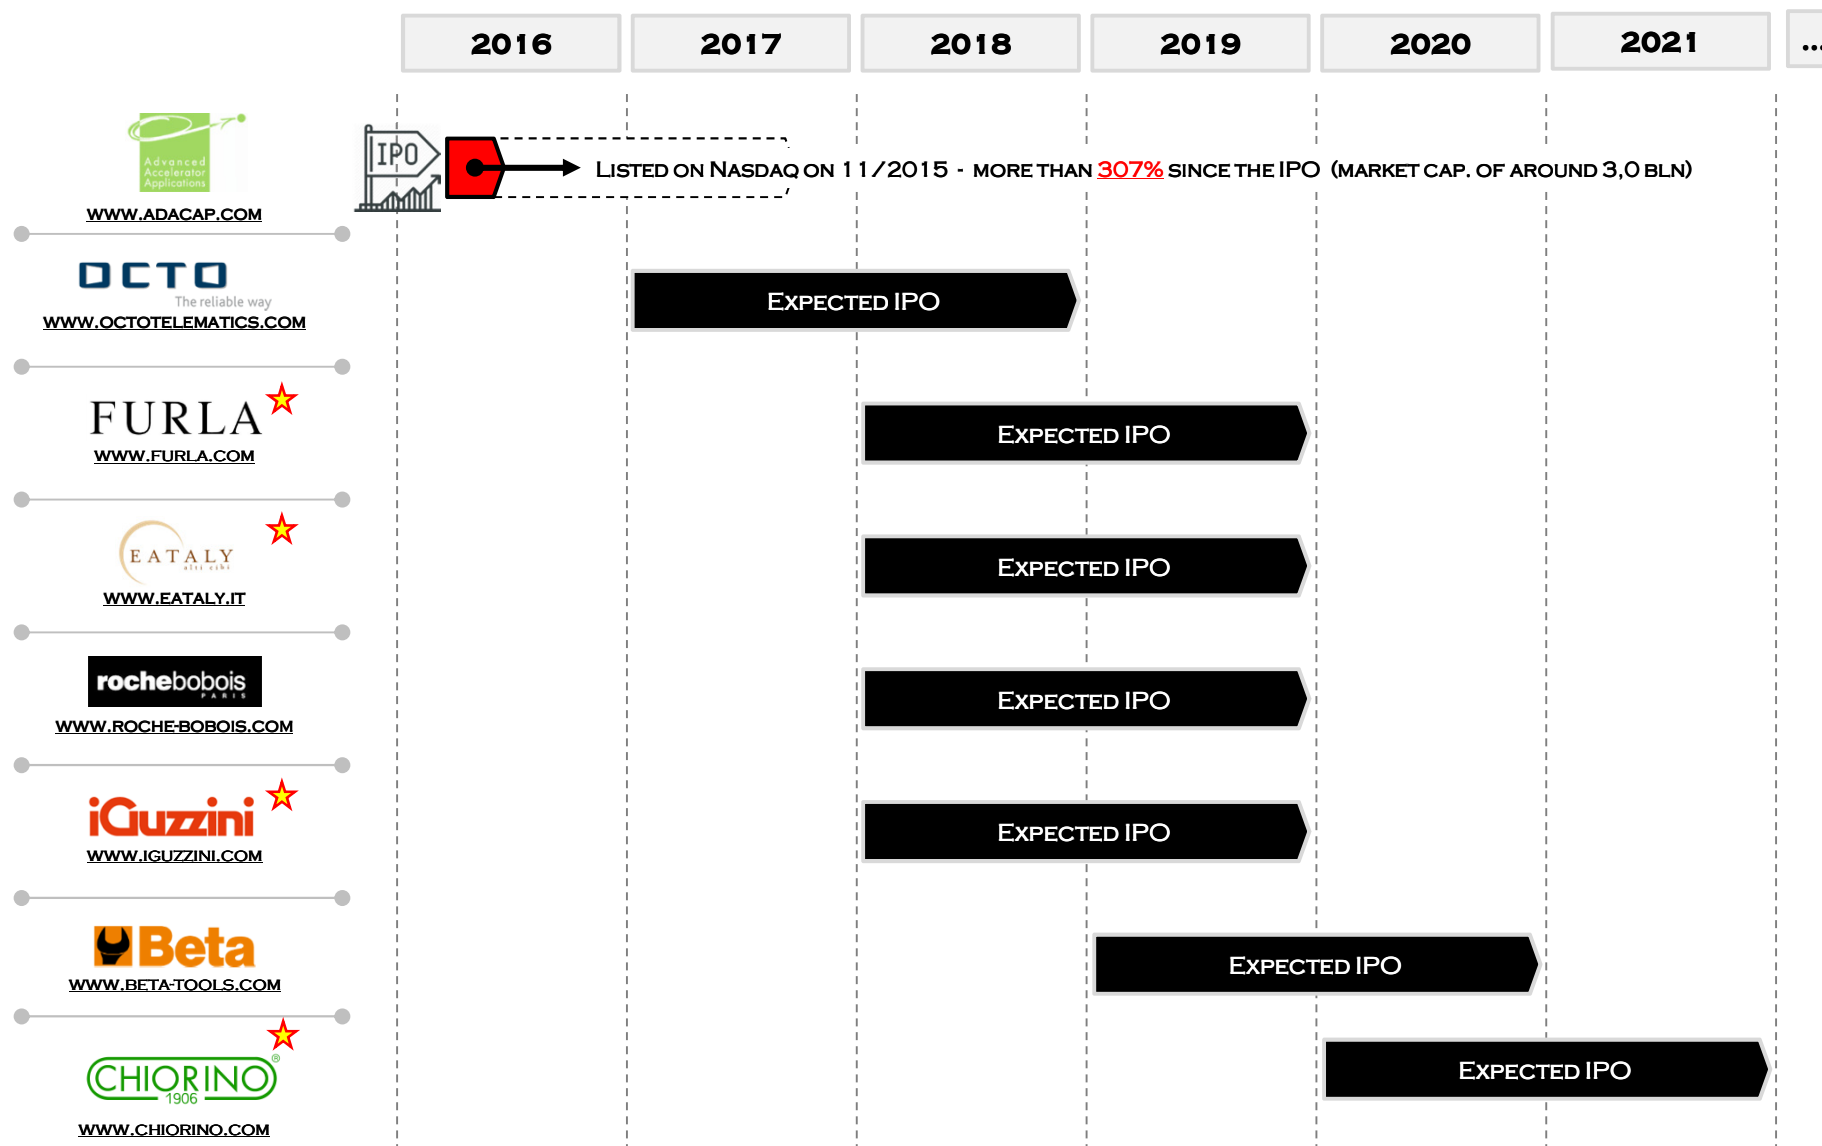 2016 2017 2018 2019 2020 2021 ...
Advanced
Accelerator
Applications
WWW.ADACAP.COM
IPO
LISTED ON NASDAQ ON 11/2015 - MORE THAN 307% SINCE THE IPO (MARKET CAP. OF AROUND 3,0 BLN)
OCTO
The reliable way
WWW.OCTOTELEMATICS.COM
EXPECTED IPO
FURLA
WWW.FURLA.COM
EXPECTED IPO
EATALY
alti cibi
WWW.EATALY.IT
EXPECTED IPO
rochebobois
PARIS
WWW.ROCHE-BOBOIS.COM
EXPECTED IPO
iGuzzini
WWW.IGUZZINI.COM
EXPECTED IPO
Beta
WWW.BETA-TOOLS.COM
EXPECTED IPO
CHIORINO®
1906
WWW.CHIORINO.COM
EXPECTED IPO